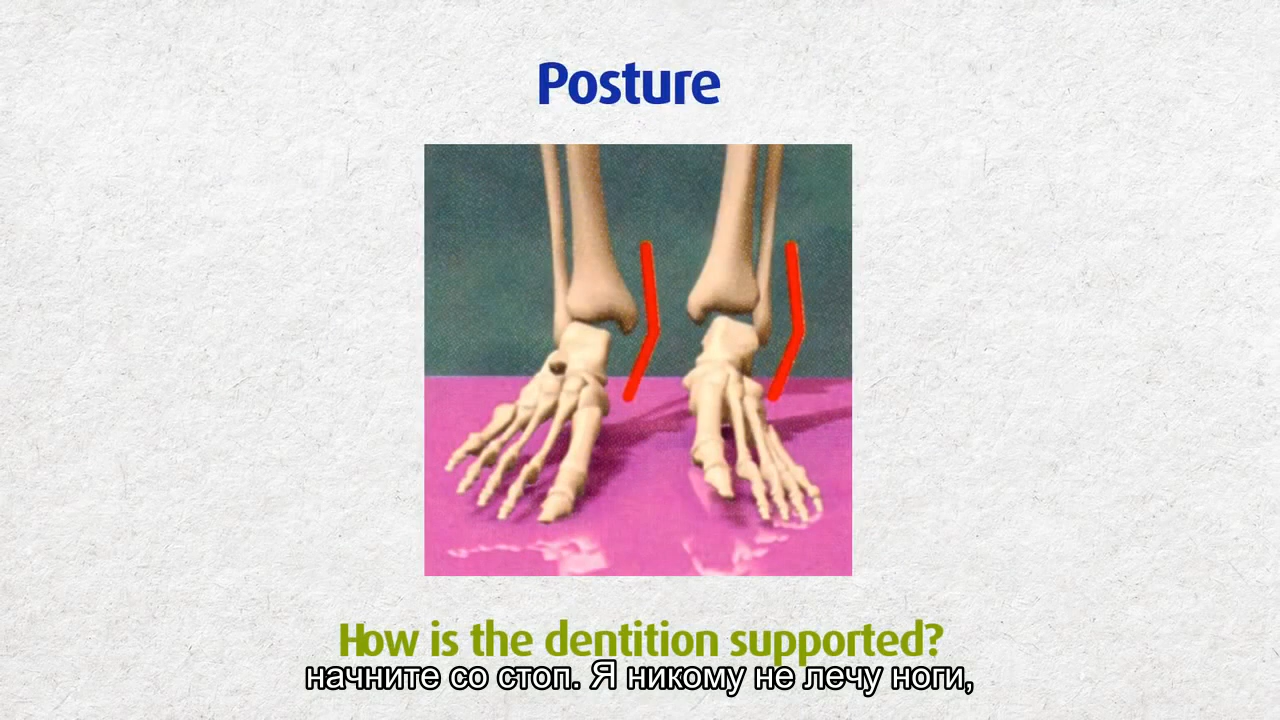 Posture
How is the dentition supported?
начните со стоп. Я никому не лечу ноги,